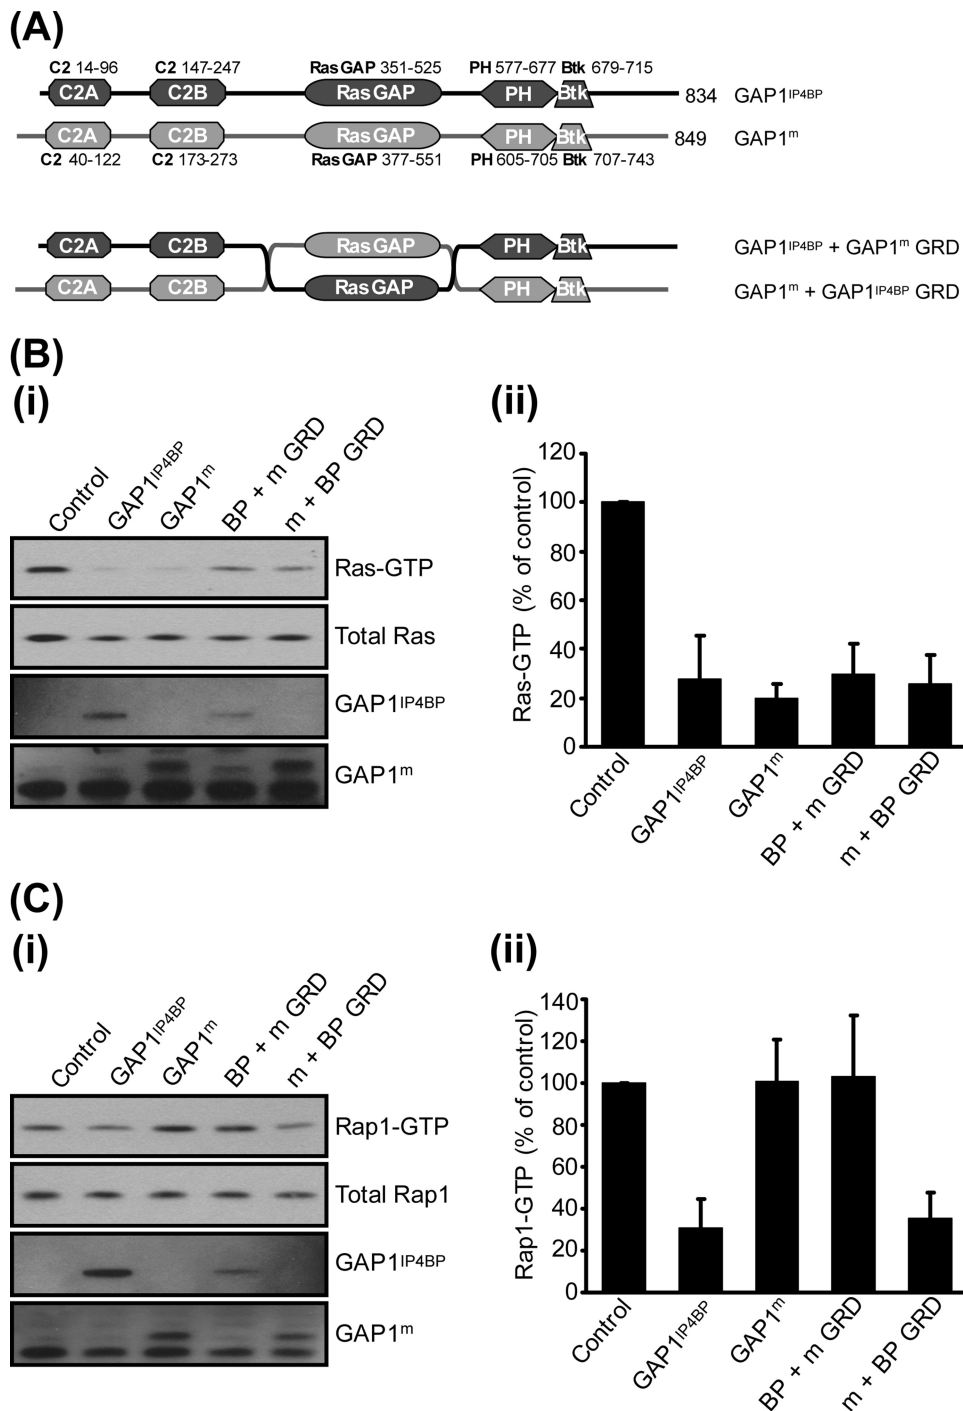 (A)
C2 14-96 C2 147-247 RasGAP 351-525 PH 577-677 Btk 679-715
C2A C2B RasGAP PH Btk 834 GAP1IP4BP
C2A C2B RasGAP PH Btk 849 GAP1m
C2 40-122 C2 173-273 RasGAP 377-551 PH 605-705 Btk 707-743
C2A C2B RasGAP PH Btk GAP1IP4BP + GAP1m GRD
C2A C2B RasGAP PH Btk GAP1m + GAP1IP4BP GRD
(B)
(i)
Control GAP1IP4BP GAP1m BP + m GRD m + BP GRD
Ras-GTP
Total Ras
GAP1IP4BP
GAP1m
(ii)
Ras-GTP (% of control)
120
100
80
60
40
20
0
Control GAP1IP4BP GAP1m BP + m GRD m + BP GRD
(C)
(i)
Control GAP1IP4BP GAP1m BP + m GRD m + BP GRD
Rap1-GTP
Total Rap1
GAP1IP4BP
GAP1m
(ii)
Rap1-GTP (% of control)
140
120
100
80
60
40
20
0
Control GAP1IP4BP GAP1m BP + m GRD m + BP GRD